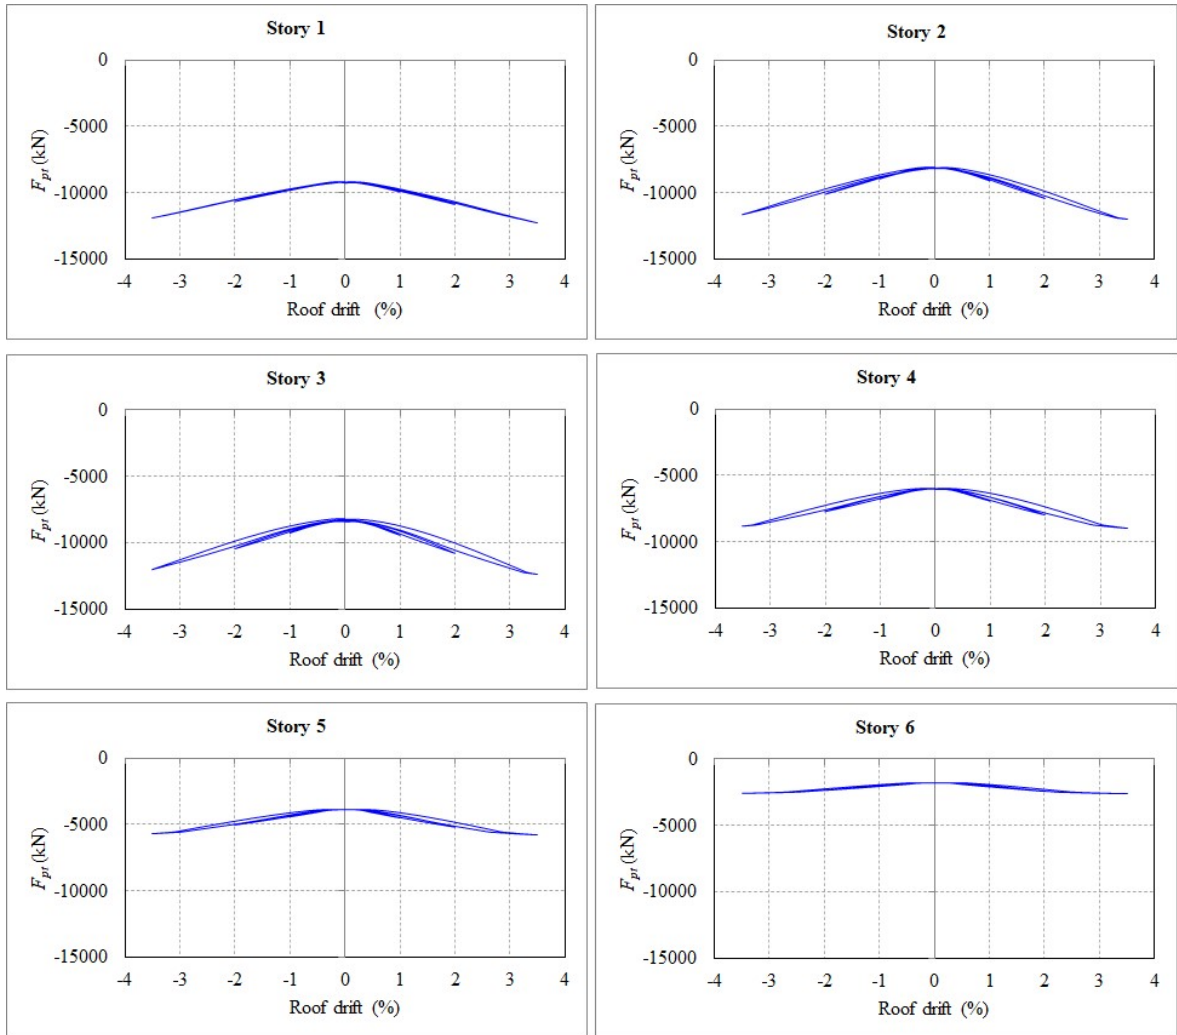 Story 1
0
-5000
-10000
-15000
F_pt (kN)
-4 -3 -2 -1 0 1 2 3 4
Roof drift (%)
Story 2
0
-5000
-10000
-15000
F_pt (kN)
-4 -3 -2 -1 0 1 2 3 4
Roof drift (%)
Story 3
0
-5000
-10000
-15000
F_pt (kN)
-4 -3 -2 -1 0 1 2 3 4
Roof drift (%)
Story 4
0
-5000
-10000
-15000
F_pt (kN)
-4 -3 -2 -1 0 1 2 3 4
Roof drift (%)
Story 5
0
-5000
-10000
-15000
F_pt (kN)
-4 -3 -2 -1 0 1 2 3 4
Roof drift (%)
Story 6
0
-5000
-10000
-15000
F_pt (kN)
-4 -3 -2 -1 0 1 2 3 4
Roof drift (%)